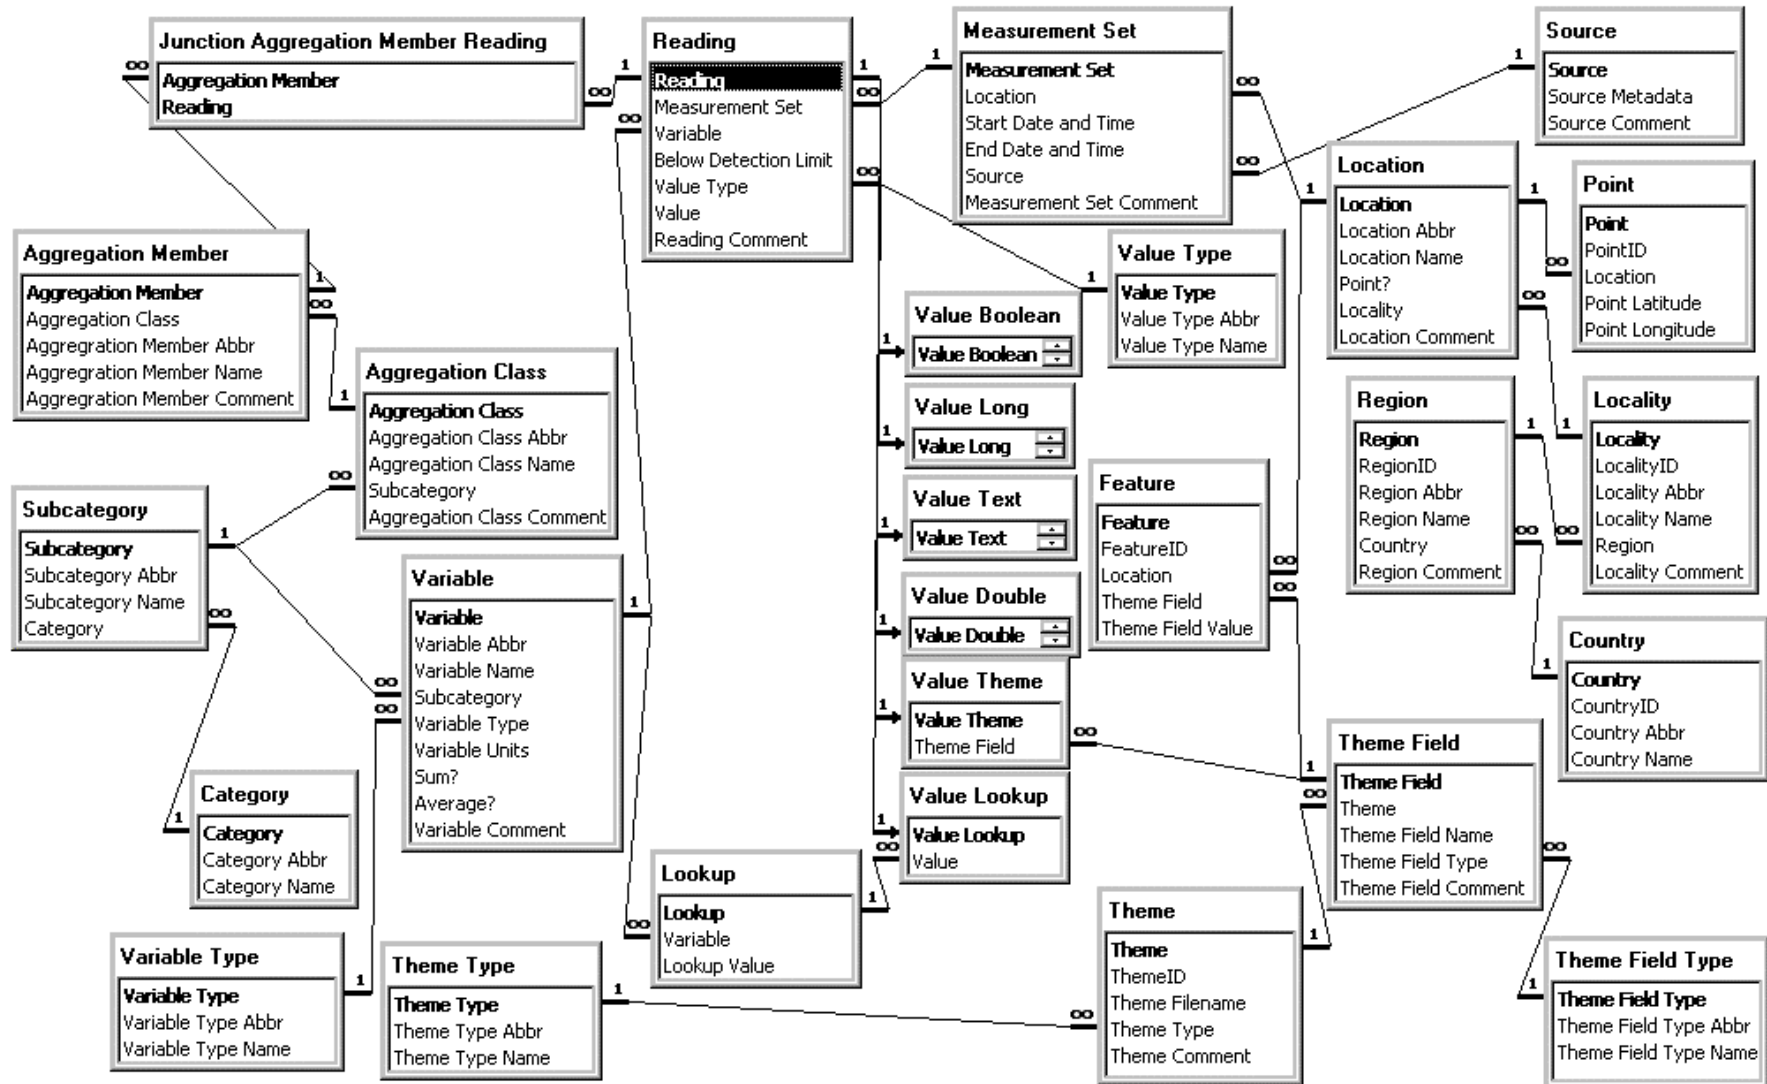 Junction Aggregation Member Reading
Aggregation Member
Reading
Reading
Reading
Measurement Set
Variable
Below Detection Limit
Value Type
Value
Reading Comment
Measurement Set
Measurement Set
Location
Start Date and Time
End Date and Time
Source
Measurement Set Comment
Source
Source
Source Metadata
Source Comment
Location
Location
Location Abbr
Location Name
Point?
Locality
Location Comment
Point
Point
PointID
Location
Point Latitude
Point Longitude
Aggregation Member
Aggregation Member
Aggregation Class
Aggregration Member Abbr
Aggregration Member Name
Aggregration Member Comment
Value Type
Value Type
Value Type Abbr
Value Type Name
Value Boolean
Value Boolean
Aggregation Class
Aggregation Class
Aggregation Class Abbr
Aggregation Class Name
Subcategory
Aggregation Class Comment
Value Long
Value Long
Region
Region
RegionID
Region Abbr
Region Name
Country
Region Comment
Locality
Locality
LocalityID
Locality Abbr
Locality Name
Region
Locality Comment
Subcategory
Subcategory
Subcategory Abbr
Subcategory Name
Category
Value Text
Value Text
Feature
Feature
FeatureID
Location
Theme Field
Theme Field Value
Variable
Variable
Variable Abbr
Variable Name
Subcategory
Variable Type
Variable Units
Sum?
Average?
Variable Comment
Value Double
Value Double
Country
Country
CountryID
Country Abbr
Country Name
Value Theme
Value Theme
Theme Field
Theme Field
Theme Field
Theme
Theme Field Name
Theme Field Type
Theme Field Comment
Category
Category
Category Abbr
Category Name
Value Lookup
Value Lookup
Value
Lookup
Lookup
Variable
Lookup Value
Theme
Theme
ThemeID
Theme Filename
Theme Type
Theme Comment
Variable Type
Variable Type
Variable Type Abbr
Variable Type Name
Theme Type
Theme Type
Theme Type Abbr
Theme Type Name
Theme Field Type
Theme Field Type
Theme Field Type Abbr
Theme Field Type Name